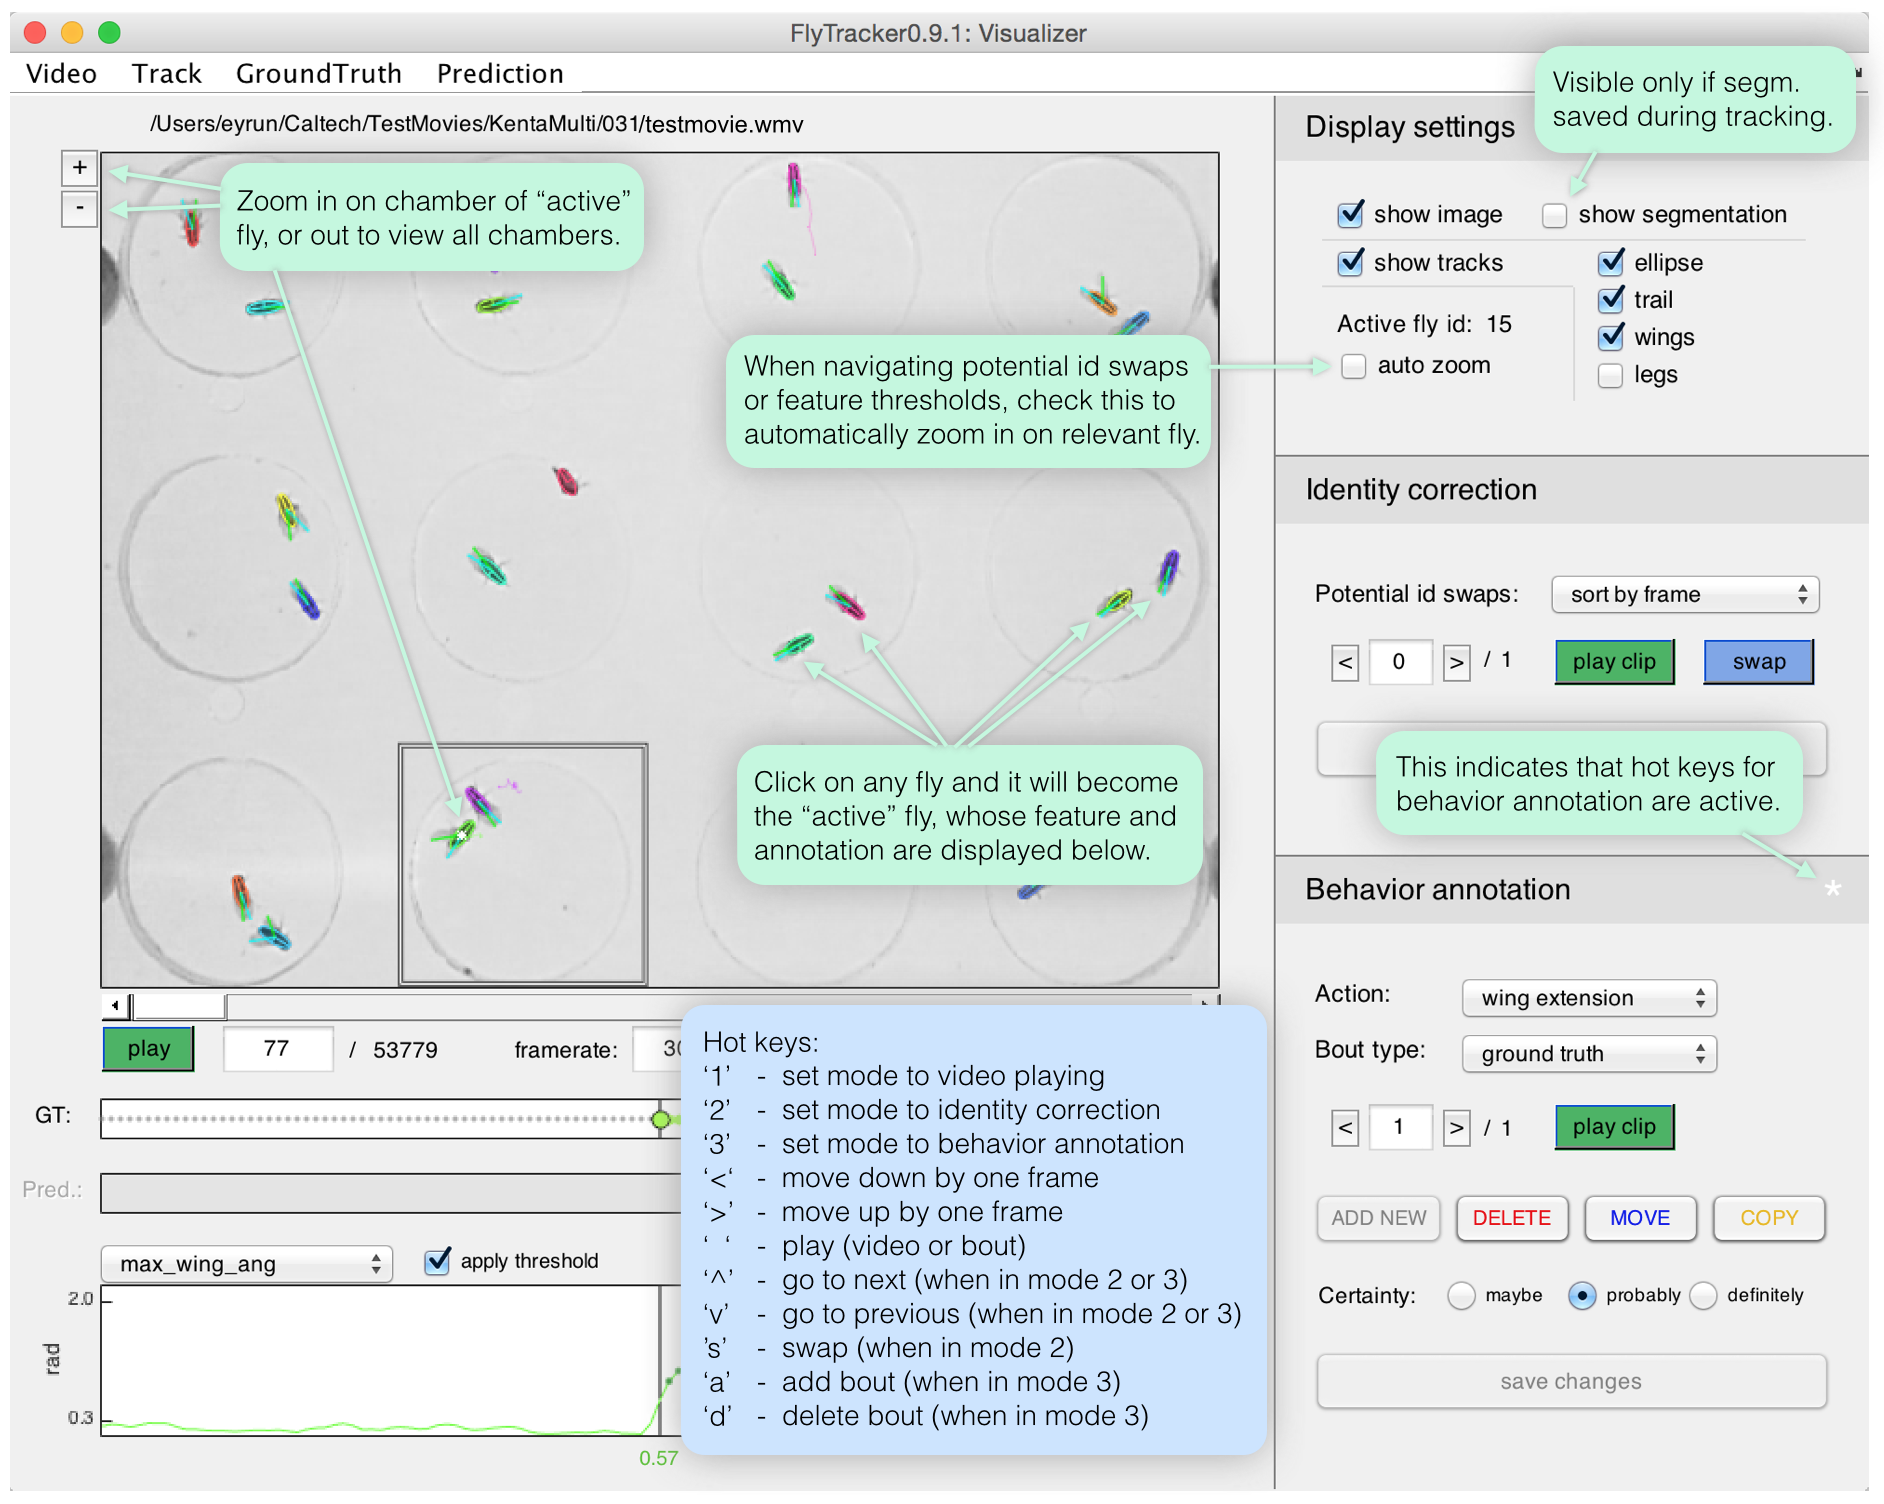 FlyTracker0.9.1: Visualizer
Video Track GroundTruth Prediction
/Users/eyrun/Caltech/TestMovies/KentaMulti/031/testmovie.wmv
+
-
Zoom in on chamber of “active”
fly, or out to view all chambers.
When navigating potential id swaps
or feature thresholds, check this to
automatically zoom in on relevant fly.
Click on any fly and it will become
the “active” fly, whose feature and
annotation are displayed below.
play 77 / 53779 framerate: 30
GT:
Pred.:
max_wing_ang apply threshold
2.0
rad
0.3
0.57
Hot keys:
‘1’ - set mode to video playing
‘2’ - set mode to identity correction
‘3’ - set mode to behavior annotation
‘<‘ - move down by one frame
‘>’ - move up by one frame
‘ ‘ - play (video or bout)
‘^’ - go to next (when in mode 2 or 3)
‘v’ - go to previous (when in mode 2 or 3)
’s’ - swap (when in mode 2)
‘a’ - add bout (when in mode 3)
‘d’ - delete bout (when in mode 3)
Visible only if segm.
saved during tracking.
Display settings
show image show segmentation
show tracks ellipse
trail
Active fly id: 15
wings
auto zoom legs
Identity correction
Potential id swaps: sort by frame
< 0 > / 1 play clip swap
This indicates that hot keys for
behavior annotation are active.
Behavior annotation *
Action: wing extension
Bout type: ground truth
< 1 > / 1 play clip
ADD NEW DELETE MOVE COPY
Certainty: maybe probably definitely
save changes